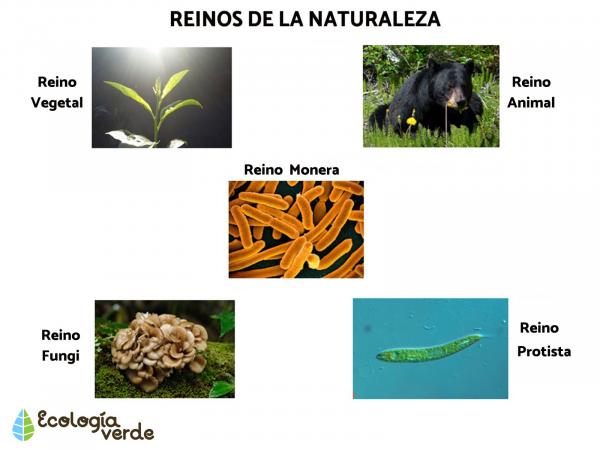 REINOS DE LA NATURALEZA
Reino
Vegetal
Reino
Animal
Reino Monera
Reino
Fungi
Reino
Protista
Ecología
verde